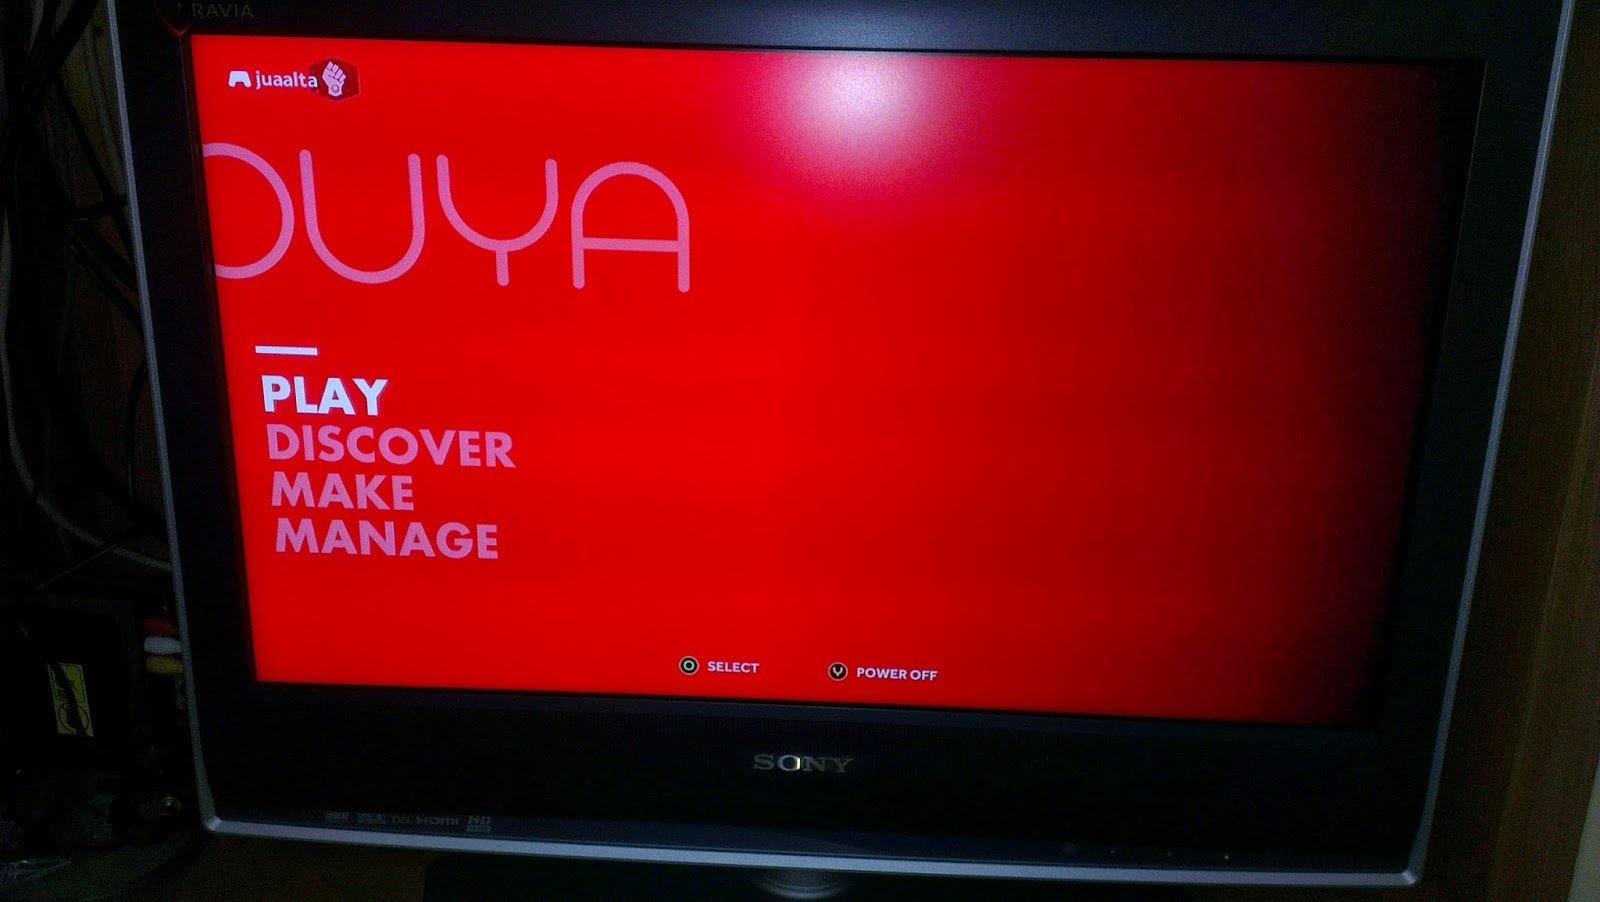 RAVIA
juaalta
OUYA
PLAY
DISCOVER
MAKE
MANAGE
SELECT
POWER OFF
SONY
HDMI HD